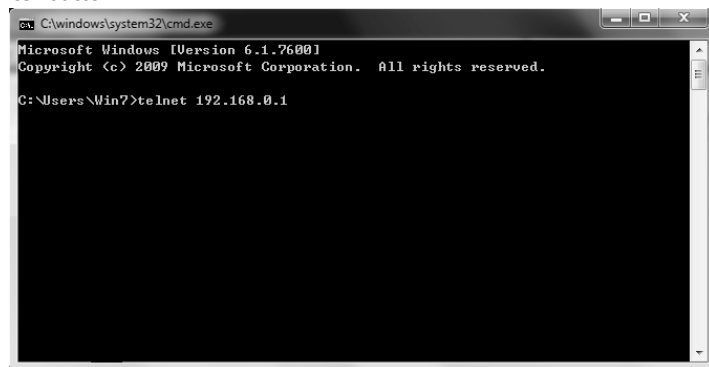 C:\windows\system32\cmd.exe
Microsoft Windows [Version 6.1.7600]
Copyright (c) 2009 Microsoft Corporation.  All rights reserved.
C:\Users\Win7>telnet 192.168.0.1